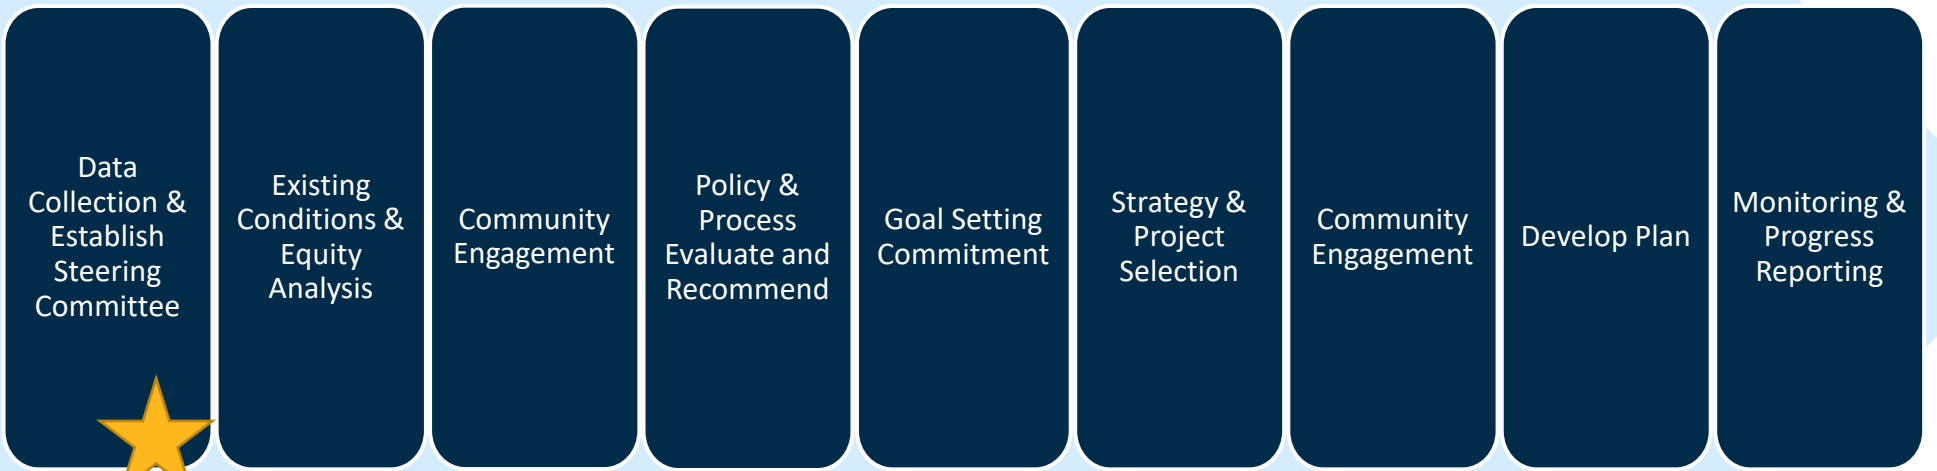 Data
Collection &
Establish
Steering
Committee
Existing
Conditions &
Equity
Analysis
Community
Engagement
Policy &
Process
Evaluate and
Recommend
Goal Setting
Commitment
Strategy &
Project
Selection
Community
Engagement
Develop Plan
Monitoring &
Progress
Reporting